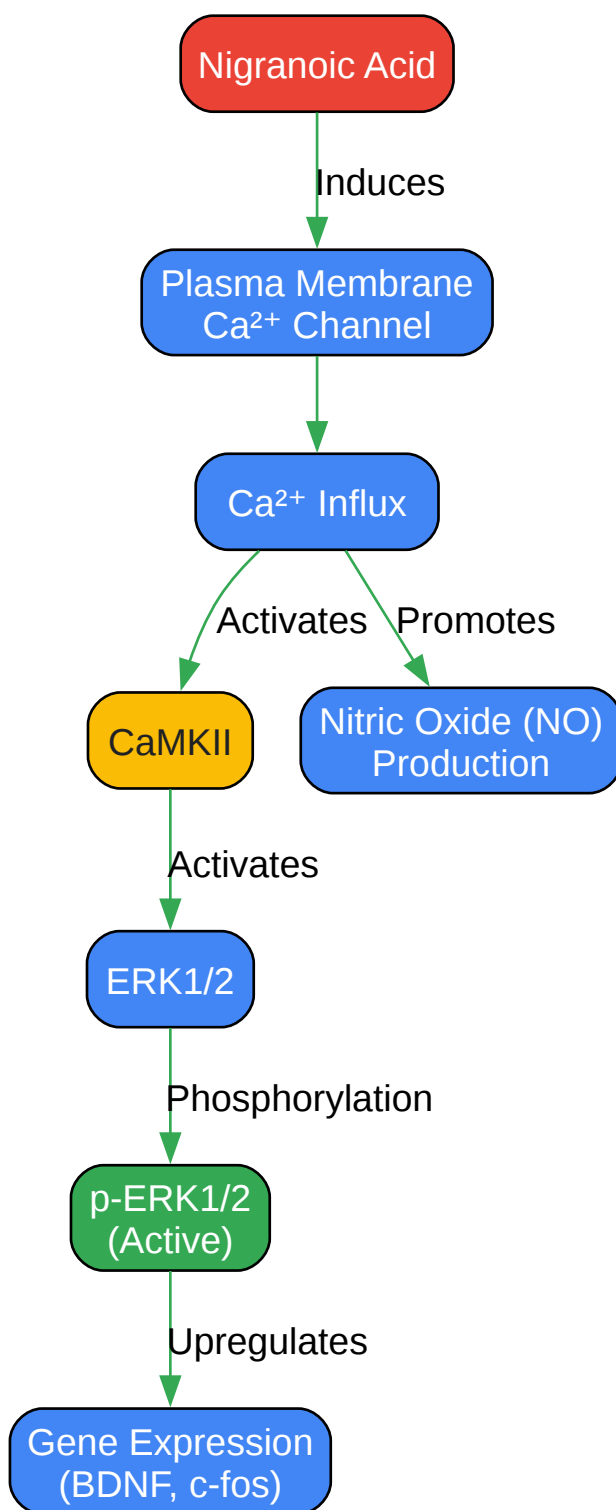 Nigranoic Acid
Induces
Plasma Membrane
Ca²⁺ Channel
Ca²⁺ Influx
Activates
Promotes
CaMKII
Nitric Oxide (NO)
Production
Activates
ERK1/2
Phosphorylation
p-ERK1/2
(Active)
Upregulates
Gene Expression
(BDNF, c-fos)